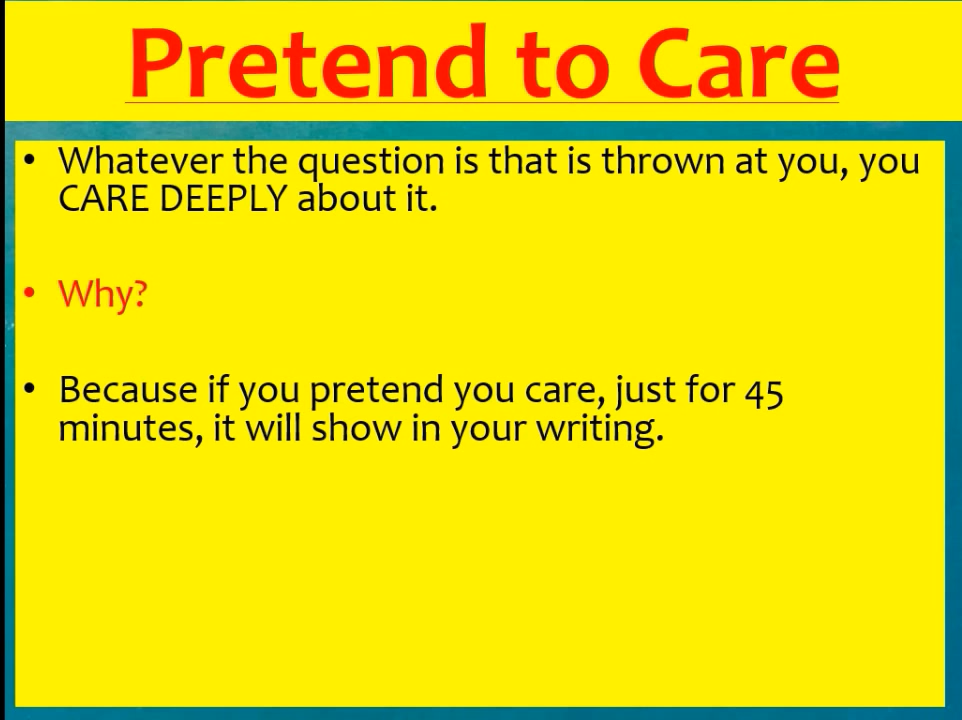 Pretend to Care
• Whatever the question is that is thrown at you, you
CARE DEEPLY about it.
• Why?
• Because if you pretend you care, just for 45
minutes, it will show in your writing.